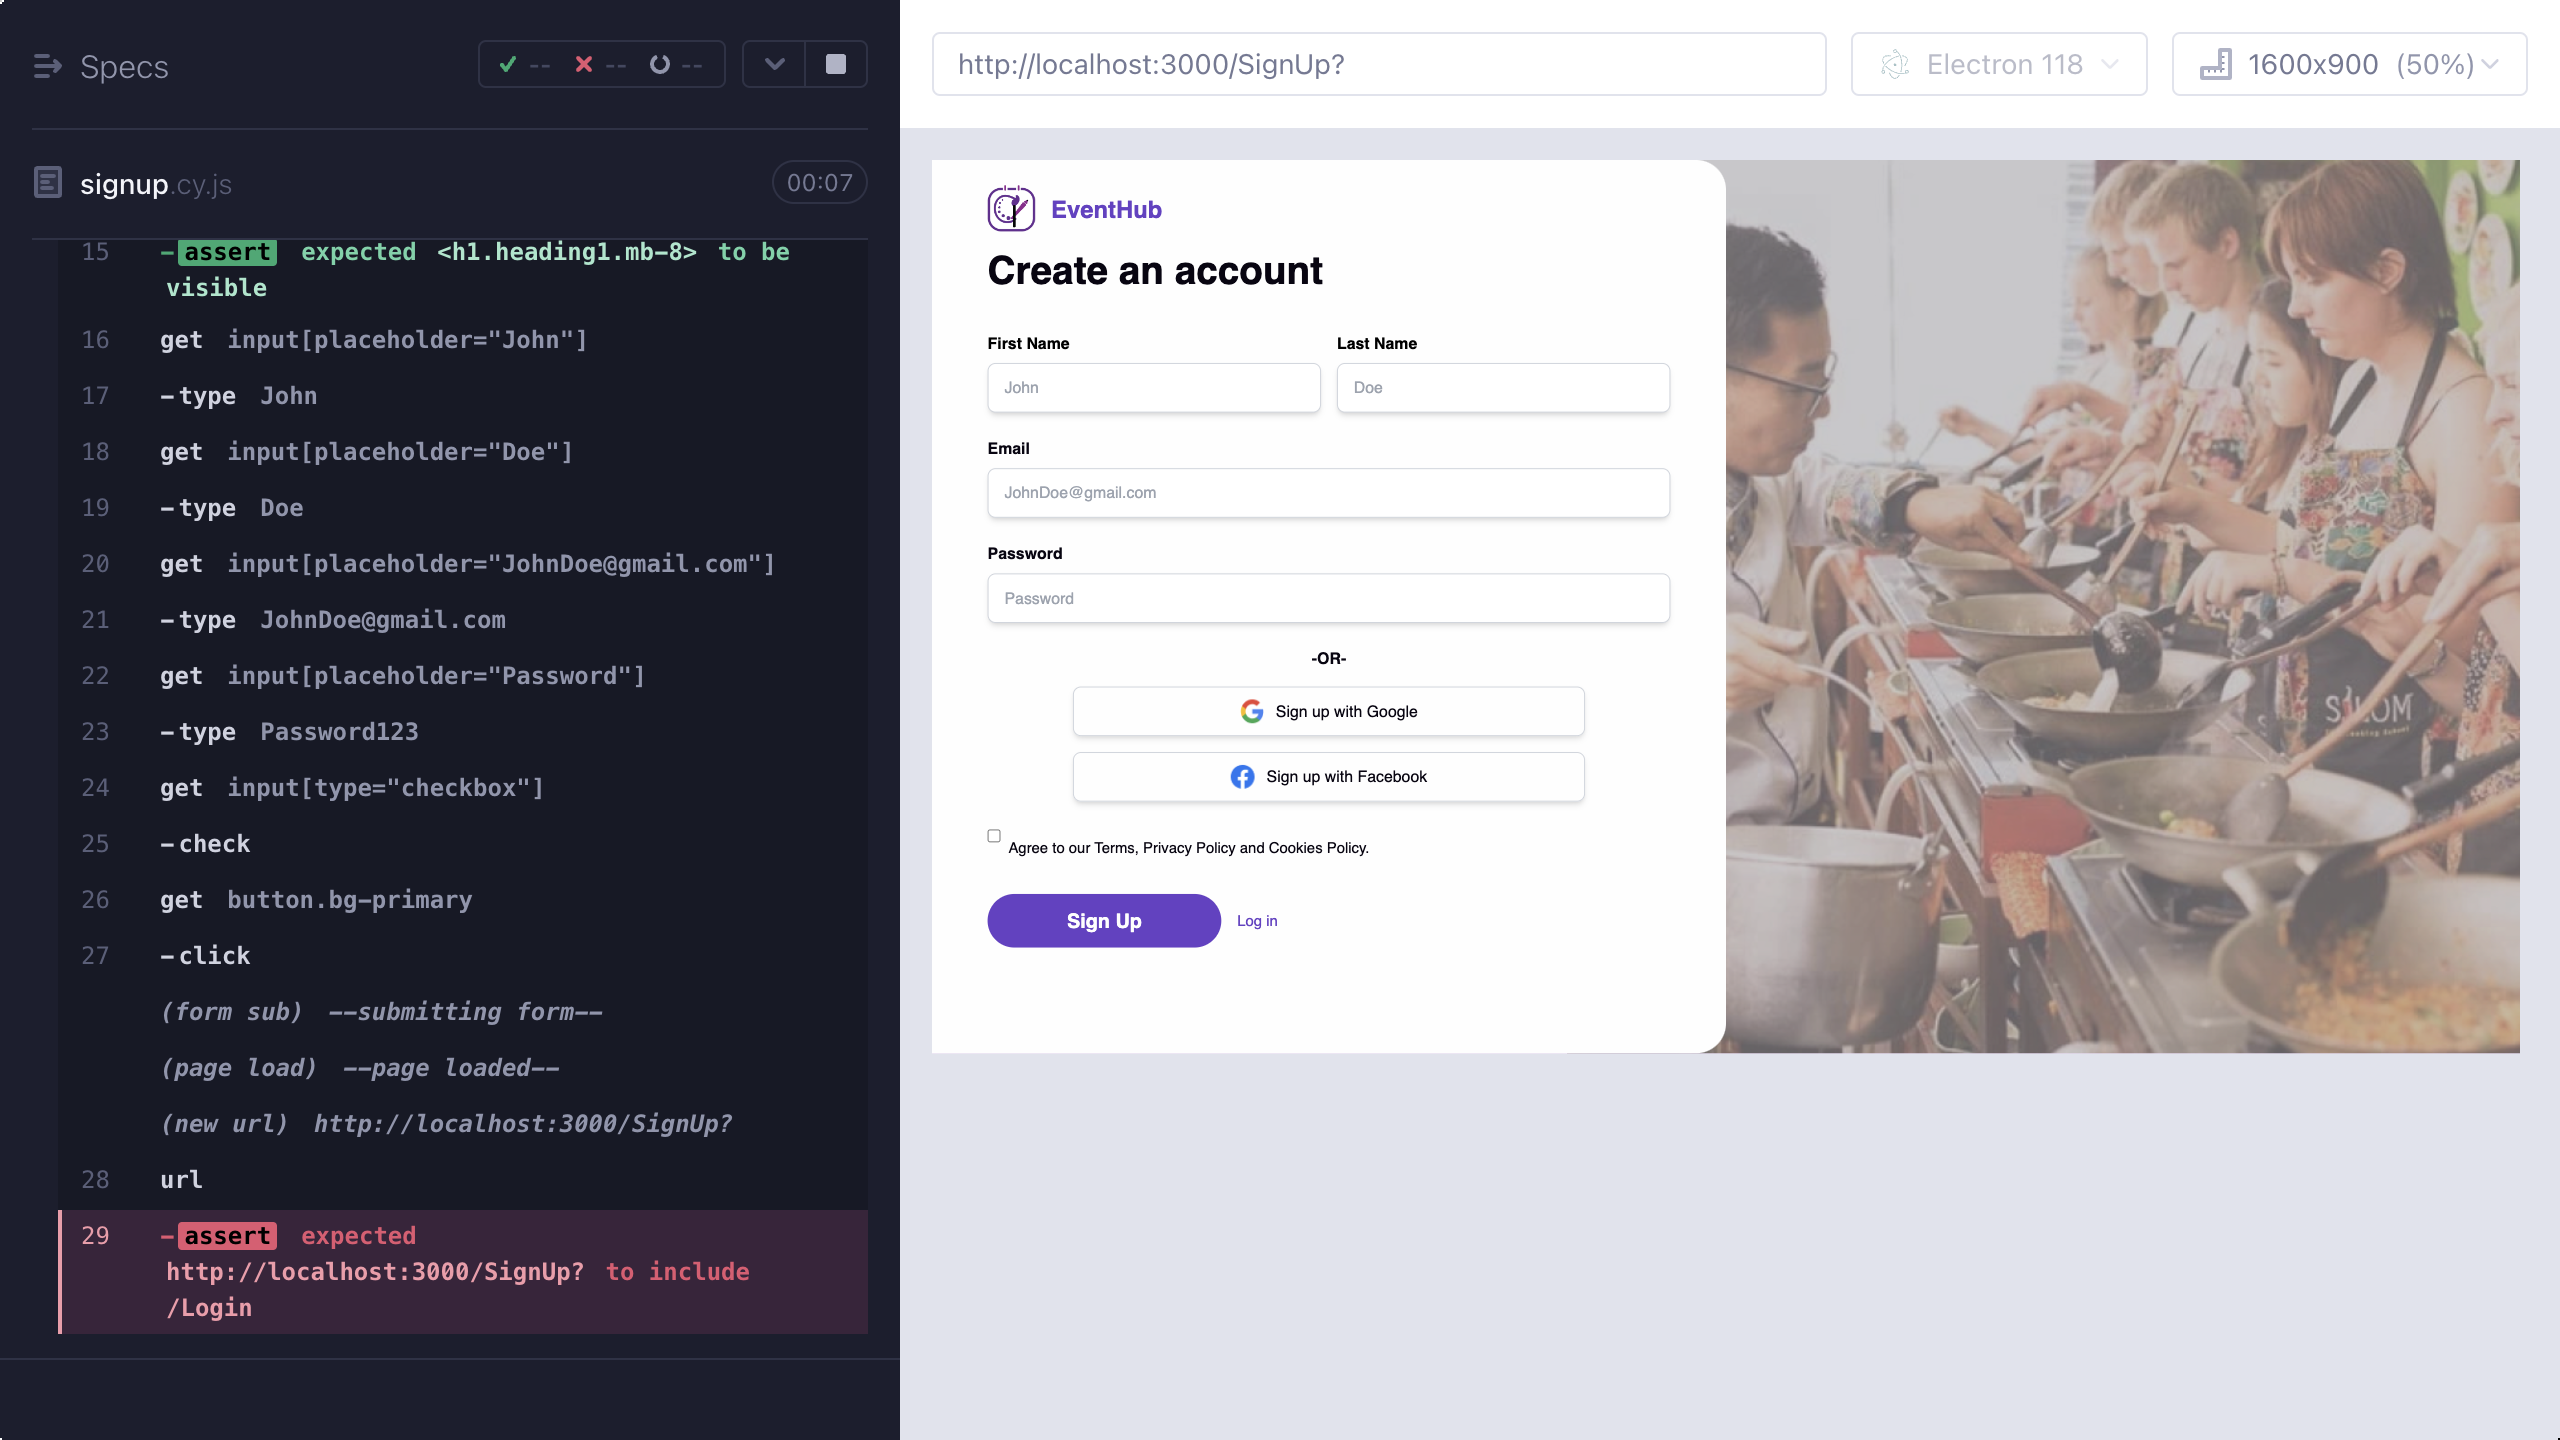 Specs
-- -- --
signup.cy.js
00:07
15 -assert expected <h1.heading1.mb-8> to be
visible
16 get input[placeholder="John"]
17 -type John
18 get input[placeholder="Doe"]
19 -type Doe
20 get input[placeholder="JohnDoe@gmail.com"]
21 -type JohnDoe@gmail.com
22 get input[placeholder="Password"]
23 -type Password123
24 get input[type="checkbox"]
25 -check
26 get button.bg-primary
27 -click
(form sub) --submitting form--
(page load) --page loaded--
(new url) http://localhost:3000/SignUp?
28 url
29 -assert expected
http://localhost:3000/SignUp? to include
/Login
http://localhost:3000/SignUp?
Electron 118
1600x900 (50%)
EventHub
Create an account
First Name
Last Name
John
Doe
Email
JohnDoe@gmail.com
Password
Password
-OR-
Sign up with Google
Sign up with Facebook
Agree to our Terms, Privacy Policy and Cookies Policy.
Sign Up
Log in
SILOM